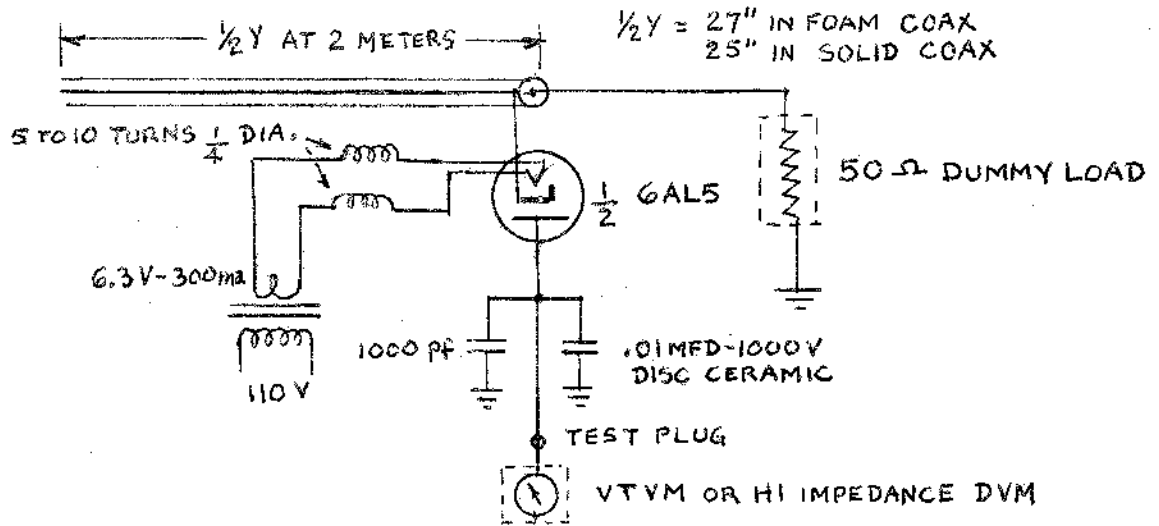 ½Y AT 2 METERS
½Y = 27" IN FOAM COAX
25" IN SOLID COAX
5 TO 10 TURNS 1/4 DIA.
50 Ω DUMMY LOAD
1/2 6AL5
6.3V-300ma
110 V
1000 pf
.01MFD-1000V
DISC CERAMIC
TEST PLUG
VTVM OR HI IMPEDANCE DVM